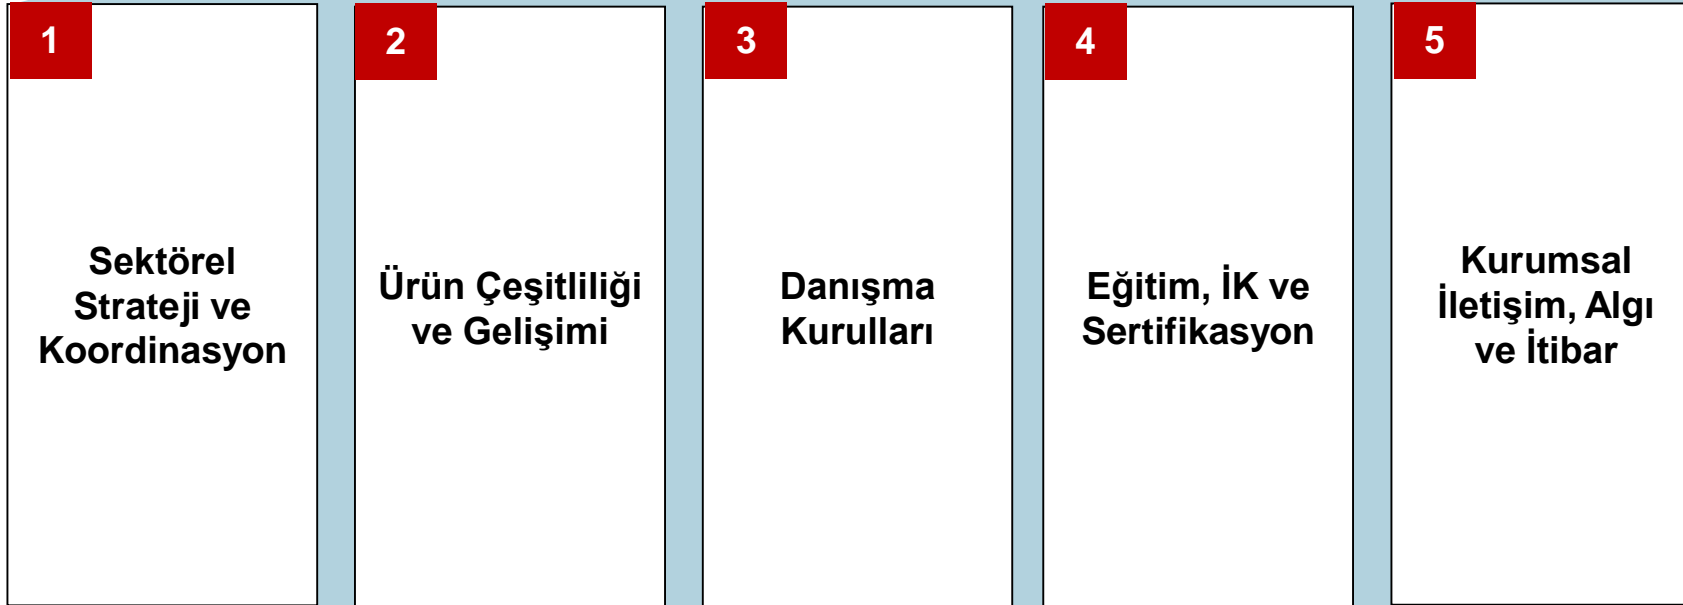 1
Sektörel
Strateji ve
Koordinasyon
2
Ürün Çeşitliliği
ve Gelişimi
3
Danışma
Kurulları
4
Eğitim, İK ve
Sertifikasyon
5
Kurumsal
İletişim, Algı
ve İtibar